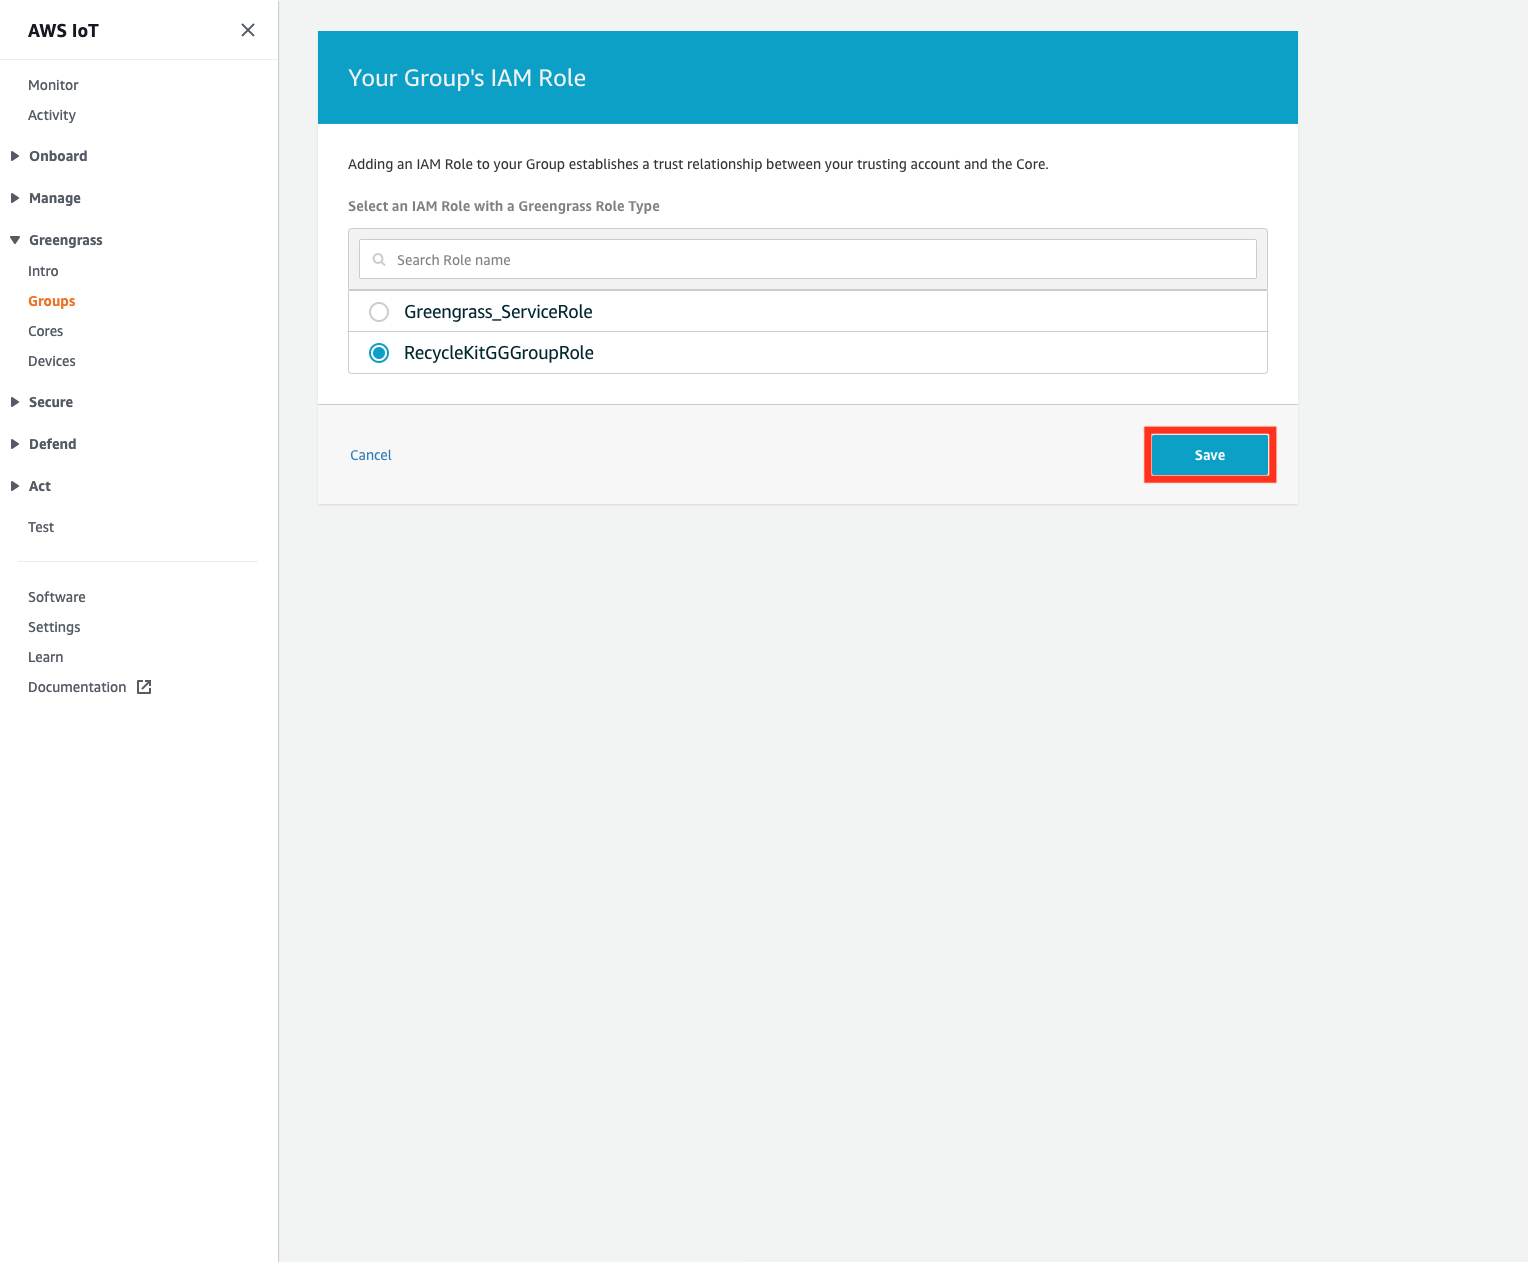 AWS IoT
Monitor
Activity
Onboard
Manage
Greengrass
Intro
Groups
Cores
Devices
Secure
Defend
Act
Test
Software
Settings
Learn
Documentation
Your Group's IAM Role
Adding an IAM Role to your Group establishes a trust relationship between your trusting account and the Core.
Select an IAM Role with a Greengrass Role Type
Search Role name
Greengrass_ServiceRole
RecycleKitGGGroupRole
Cancel
Save